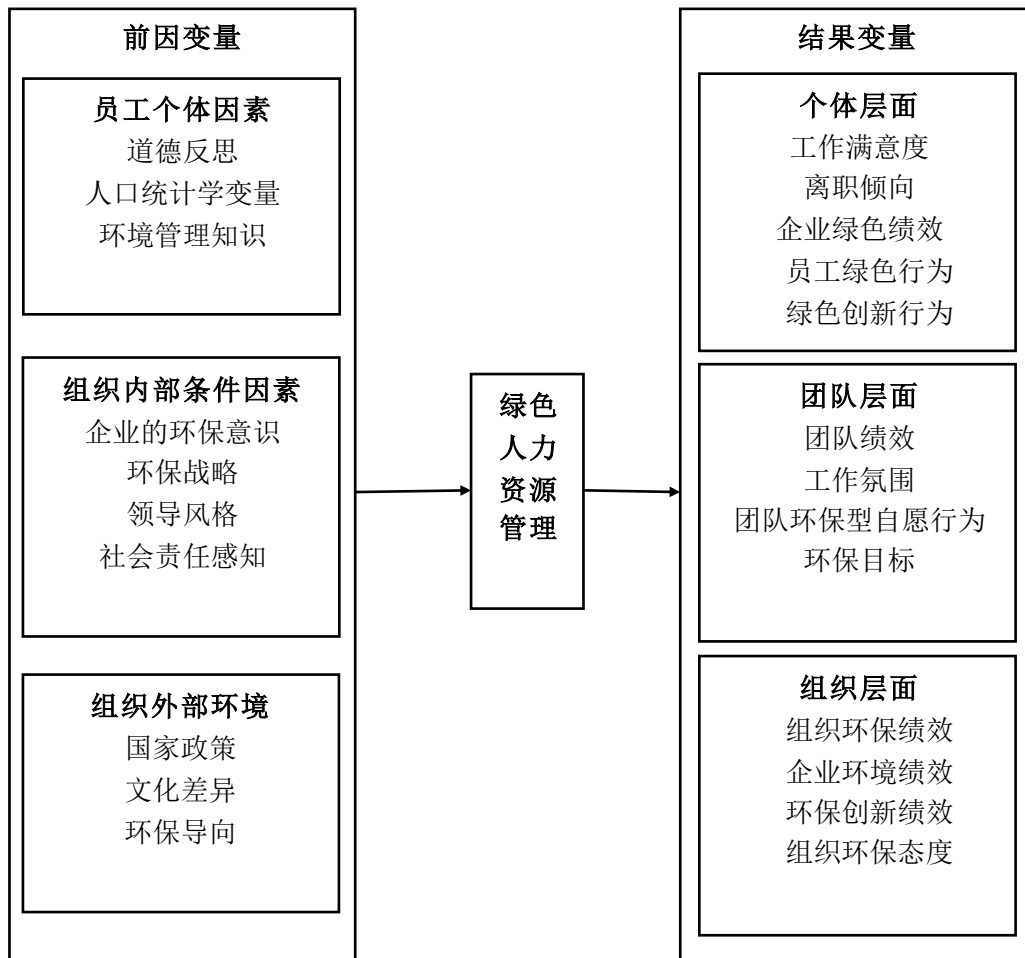 前因变量
员工个体因素
道德反思
人口统计学变量
环境管理知识
组织内部条件因素
企业的环保意识
环保战略
领导风格
社会责任感知
组织外部环境
国家政策
文化差异
环保导向
绿色
人力
资源
管理
结果变量
个体层面
工作满意度
离职倾向
企业绿色绩效
员工绿色行为
绿色创新行为
团队层面
团队绩效
工作氛围
团队环保型自愿行为
环保目标
组织层面
组织环保绩效
企业环境绩效
环保创新绩效
组织环保态度